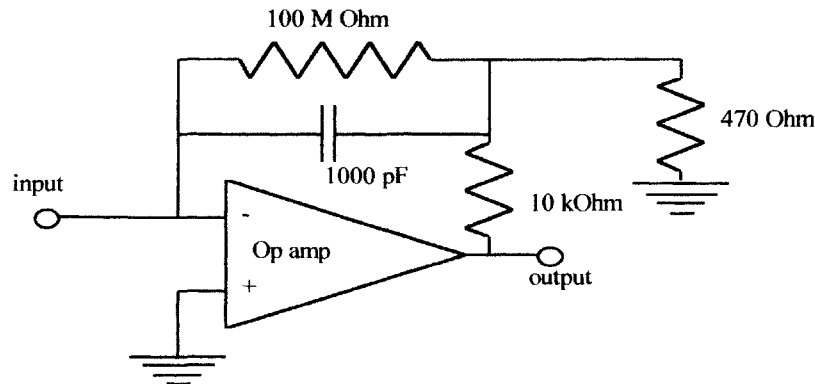 100 M Ohm
470 Ohm
1000 pF
input
10 kOhm
-
Op amp
+
output